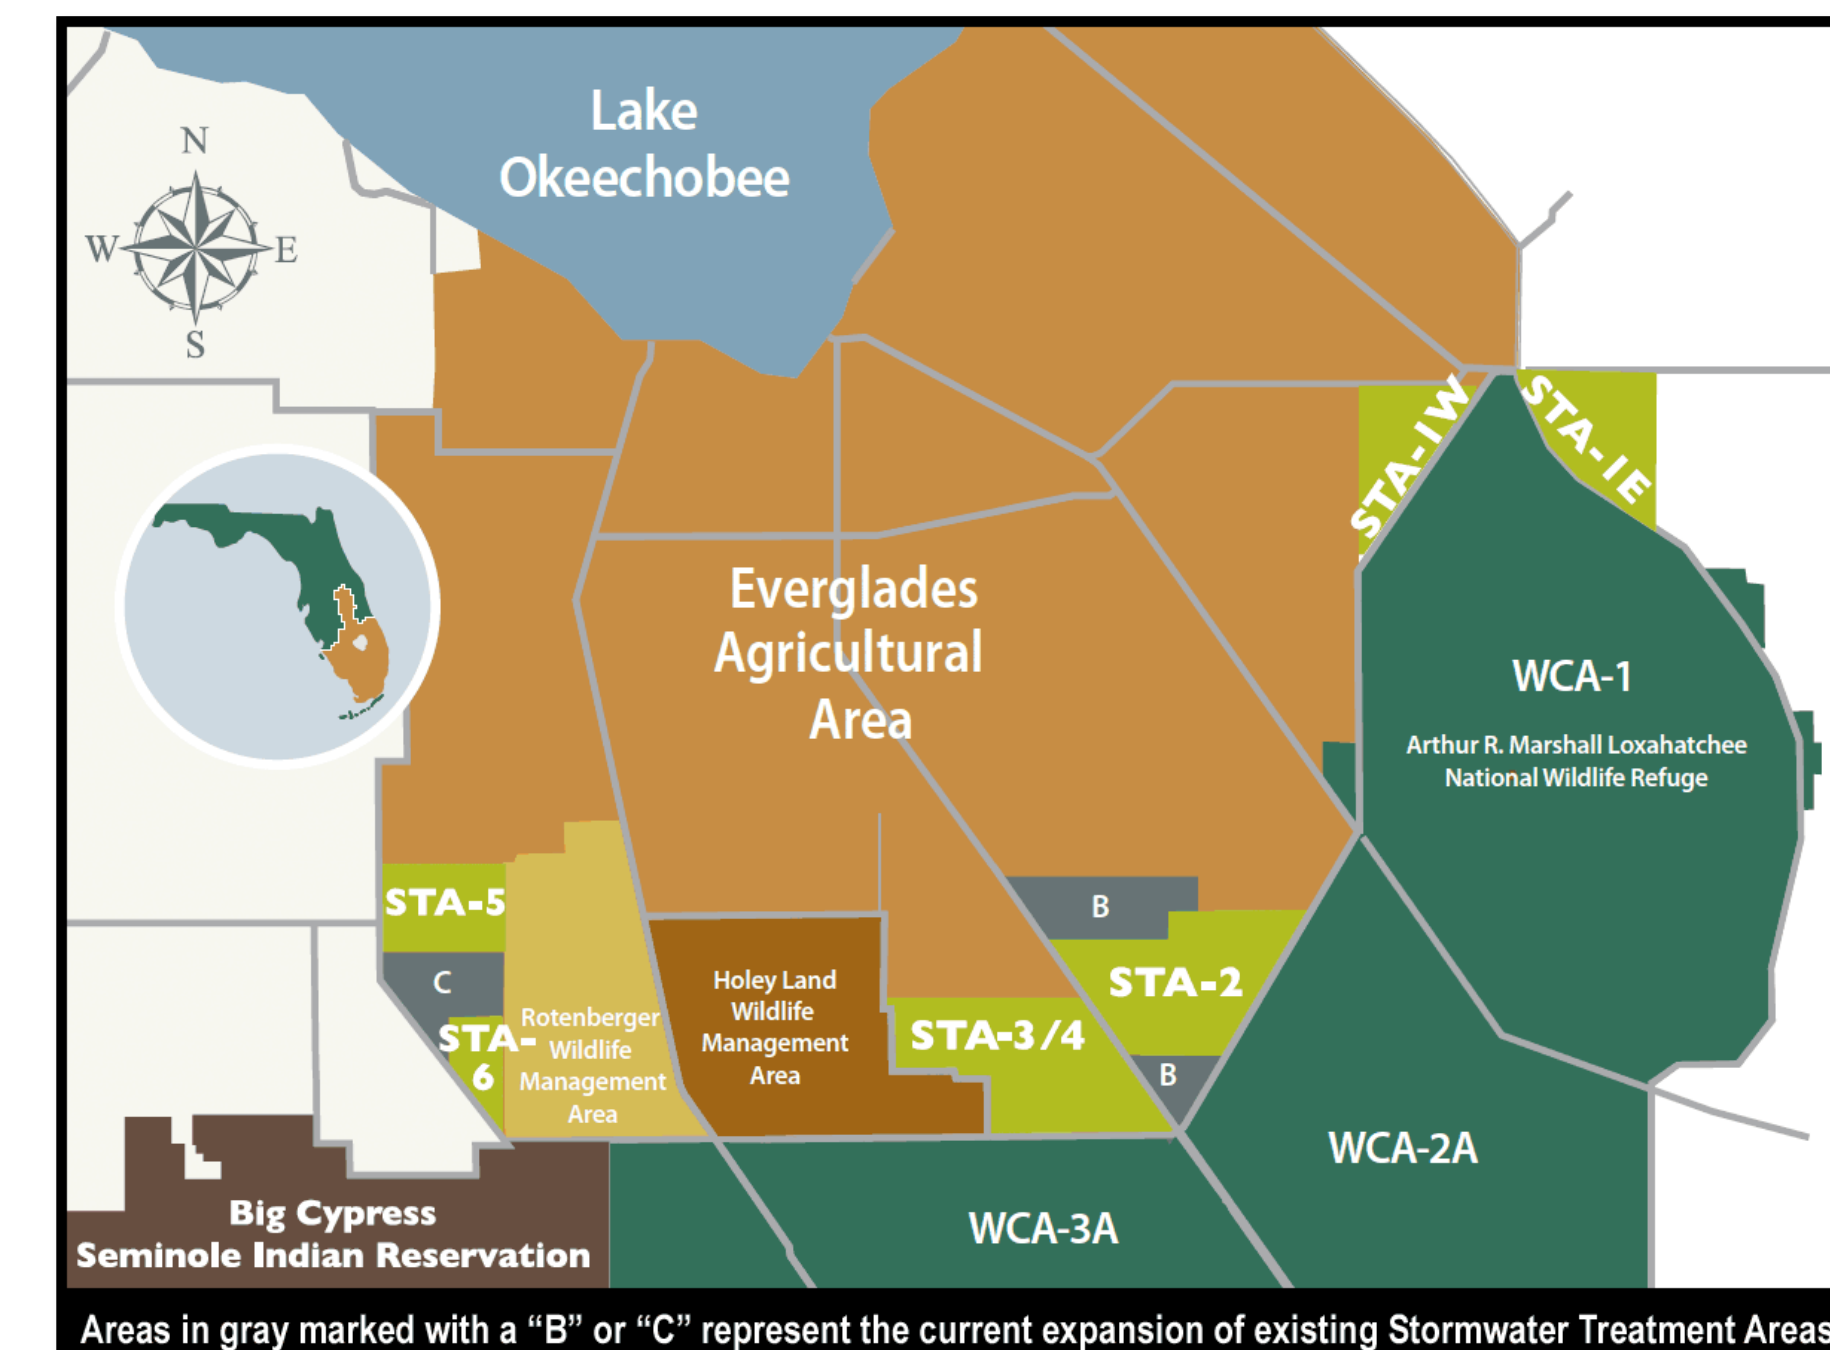 Lake
Okeechobee
N
W
E
S
STA-1W
STA-1E
Everglades
Agricultural
Area
WCA-1
Arthur R. Marshall Loxahatchee
National Wildlife Refuge
STA-5
B
C
STA-2
Holey Land
Wildlife
Management
Area
Rotenberger
Wildlife
Management
Area
STA-
6
STA-3/4
B
WCA-2A
Big Cypress
Seminole Indian Reservation
WCA-3A
Areas in gray marked with a “B” or “C” represent the current expansion of existing Stormwater Treatment Areas